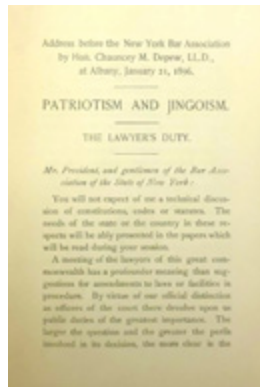 Address before the New York Bar Association
by Hon. Chauncey M. Depew, LL.D.,
at Albany, January 21, 1896.
PATRIOTISM AND JINGOISM.
THE LAWYER'S DUTY.
Mr. President, and gentlemen of the Bar Asso-
ciation of the State of New York:
You will not expect of me a technical discus-
sion of constitutions, codes or statutes. The
needs of the state or the country in these re-
spects will be ably presented in the papers which
will be read during your session.
A meeting of the lawyers of this great com-
monwealth has a profounder meaning than sug-
gestions for amendments to laws or facilities in
procedure. By virtue of our official distinction
as officers of the court there devolve upon us
public duties of the greatest importance. The
larger the question and the greater the perils
involved in its decision, the more clear is the